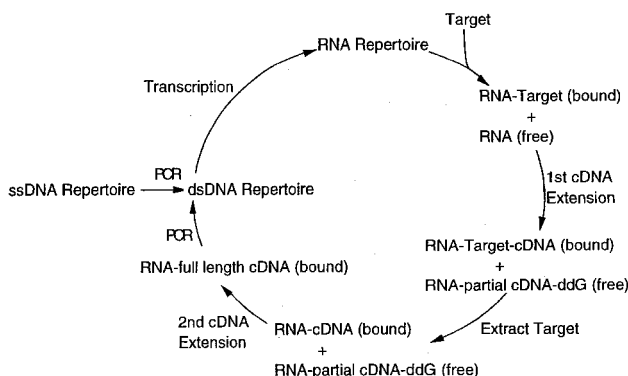 Target
RNA Repertoire
Transcription
RNA-Target (bound)
+
RNA (free)
PCR
ssDNA Repertoire
dsDNA Repertoire
1st cDNA
Extension
PCR
RNA-Target-cDNA (bound)
+
RNA-partial cDNA-ddG (free)
RNA-full length cDNA (bound)
2nd cDNA
Extension
RNA-cDNA (bound)
+
RNA-partial cDNA-ddG (free)
Extract Target